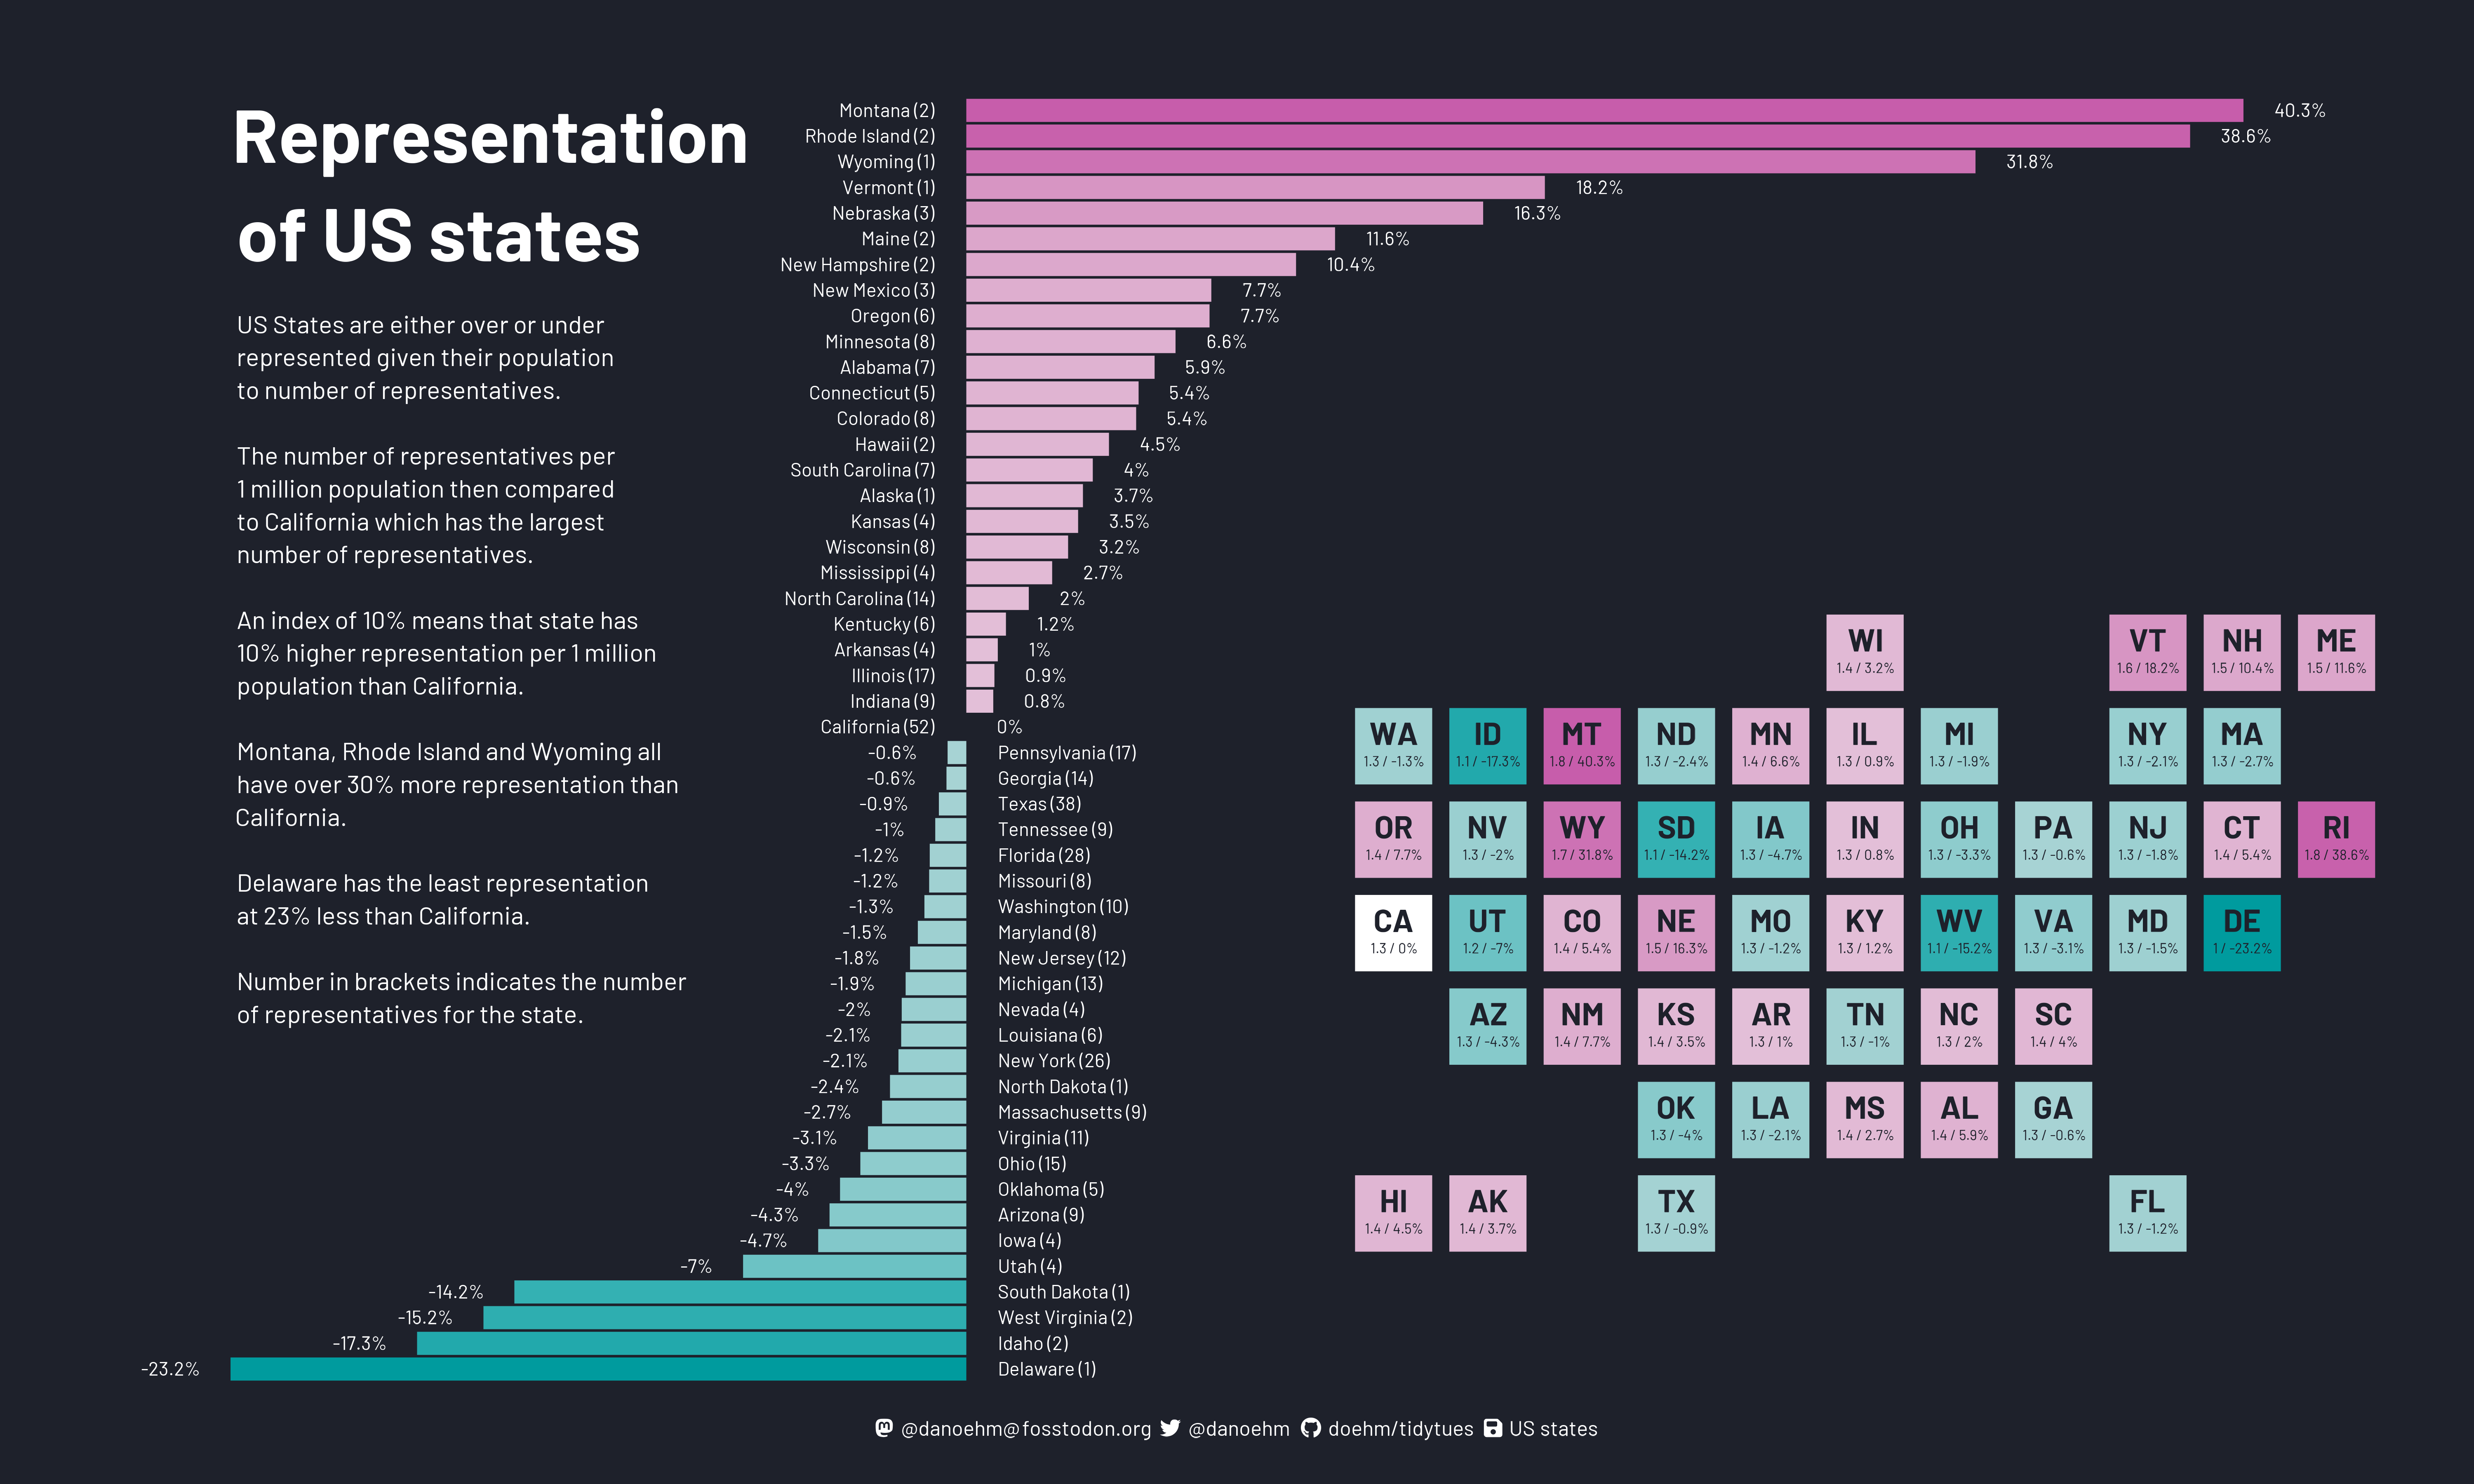 Representation
of US states
US States are either over or under
represented given their population
to number of representatives.
The number of representatives per
1 million population then compared
to California which has the largest
number of representatives.
An index of 10% means that state has
10% higher representation per 1 million
population than California.
Montana, Rhode Island and Wyoming all
have over 30% more representation than
California.
Delaware has the least representation
at 23% less than California.
Number in brackets indicates the number
of representatives for the state.
Montana (2) 40.3%
Rhode Island (2) 38.6%
Wyoming (1) 31.8%
Vermont (1) 18.2%
Nebraska (3) 16.3%
Maine (2) 11.6%
New Hampshire (2) 10.4%
New Mexico (3) 7.7%
Oregon (6) 7.7%
Minnesota (8) 6.6%
Alabama (7) 5.9%
Connecticut (5) 5.4%
Colorado (8) 5.4%
Hawaii (2) 4.5%
South Carolina (7) 4%
Alaska (1) 3.7%
Kansas (4) 3.5%
Wisconsin (8) 3.2%
Mississippi (4) 2.7%
North Carolina (14) 2%
Kentucky (6) 1.2%
Arkansas (4) 1%
Illinois (17) 0.9%
Indiana (9) 0.8%
California (52) 0%
-0.6% Pennsylvania (17)
-0.6% Georgia (14)
-0.9% Texas (38)
-1% Tennessee (9)
-1.2% Florida (28)
-1.2% Missouri (8)
-1.3% Washington (10)
-1.5% Maryland (8)
-1.8% New Jersey (12)
-1.9% Michigan (13)
-2% Nevada (4)
-2.1% Louisiana (6)
-2.1% New York (26)
-2.4% North Dakota (1)
-2.7% Massachusetts (9)
-3.1% Virginia (11)
-3.3% Ohio (15)
-4% Oklahoma (5)
-4.3% Arizona (9)
-4.7% Iowa (4)
-7% Utah (4)
-14.2% South Dakota (1)
-15.2% West Virginia (2)
-17.3% Idaho (2)
-23.2% Delaware (1)
WI VT NH ME
1.4 / 3.2% 1.6 / 18.2% 1.5 / 10.4% 1.5 / 11.6%
WA ID MT ND MN IL MI NY MA
1.3 / -1.3% 1.1 / -17.3% 1.8 / 40.3% 1.3 / -2.4% 1.4 / 6.6% 1.3 / 0.9% 1.3 / -1.9% 1.3 / -2.1% 1.3 / -2.7%
OR NV WY SD IA IN OH PA NJ CT RI
1.4 / 7.7% 1.3 / -2% 1.7 / 31.8% 1.1 / -14.2% 1.3 / -4.7% 1.3 / 0.8% 1.3 / -3.3% 1.3 / -0.6% 1.3 / -1.8% 1.4 / 5.4% 1.8 / 38.6%
CA UT CO NE MO KY WV VA MD DE
1.3 / 0% 1.2 / -7% 1.4 / 5.4% 1.5 / 16.3% 1.3 / -1.2% 1.3 / 1.2% 1.1 / -15.2% 1.3 / -3.1% 1.3 / -1.5% 1 / -23.2%
AZ NM KS AR TN NC SC
1.3 / -4.3% 1.4 / 7.7% 1.4 / 3.5% 1.3 / 1% 1.3 / -1% 1.3 / 2% 1.4 / 4%
OK LA MS AL GA
1.3 / -4% 1.3 / -2.1% 1.4 / 2.7% 1.4 / 5.9% 1.3 / -0.6%
HI AK TX FL
1.4 / 4.5% 1.4 / 3.7% 1.3 / -0.9% 1.3 / -1.2%
@danoehm@fosstodon.org @danoehm doehm/tidytues US states